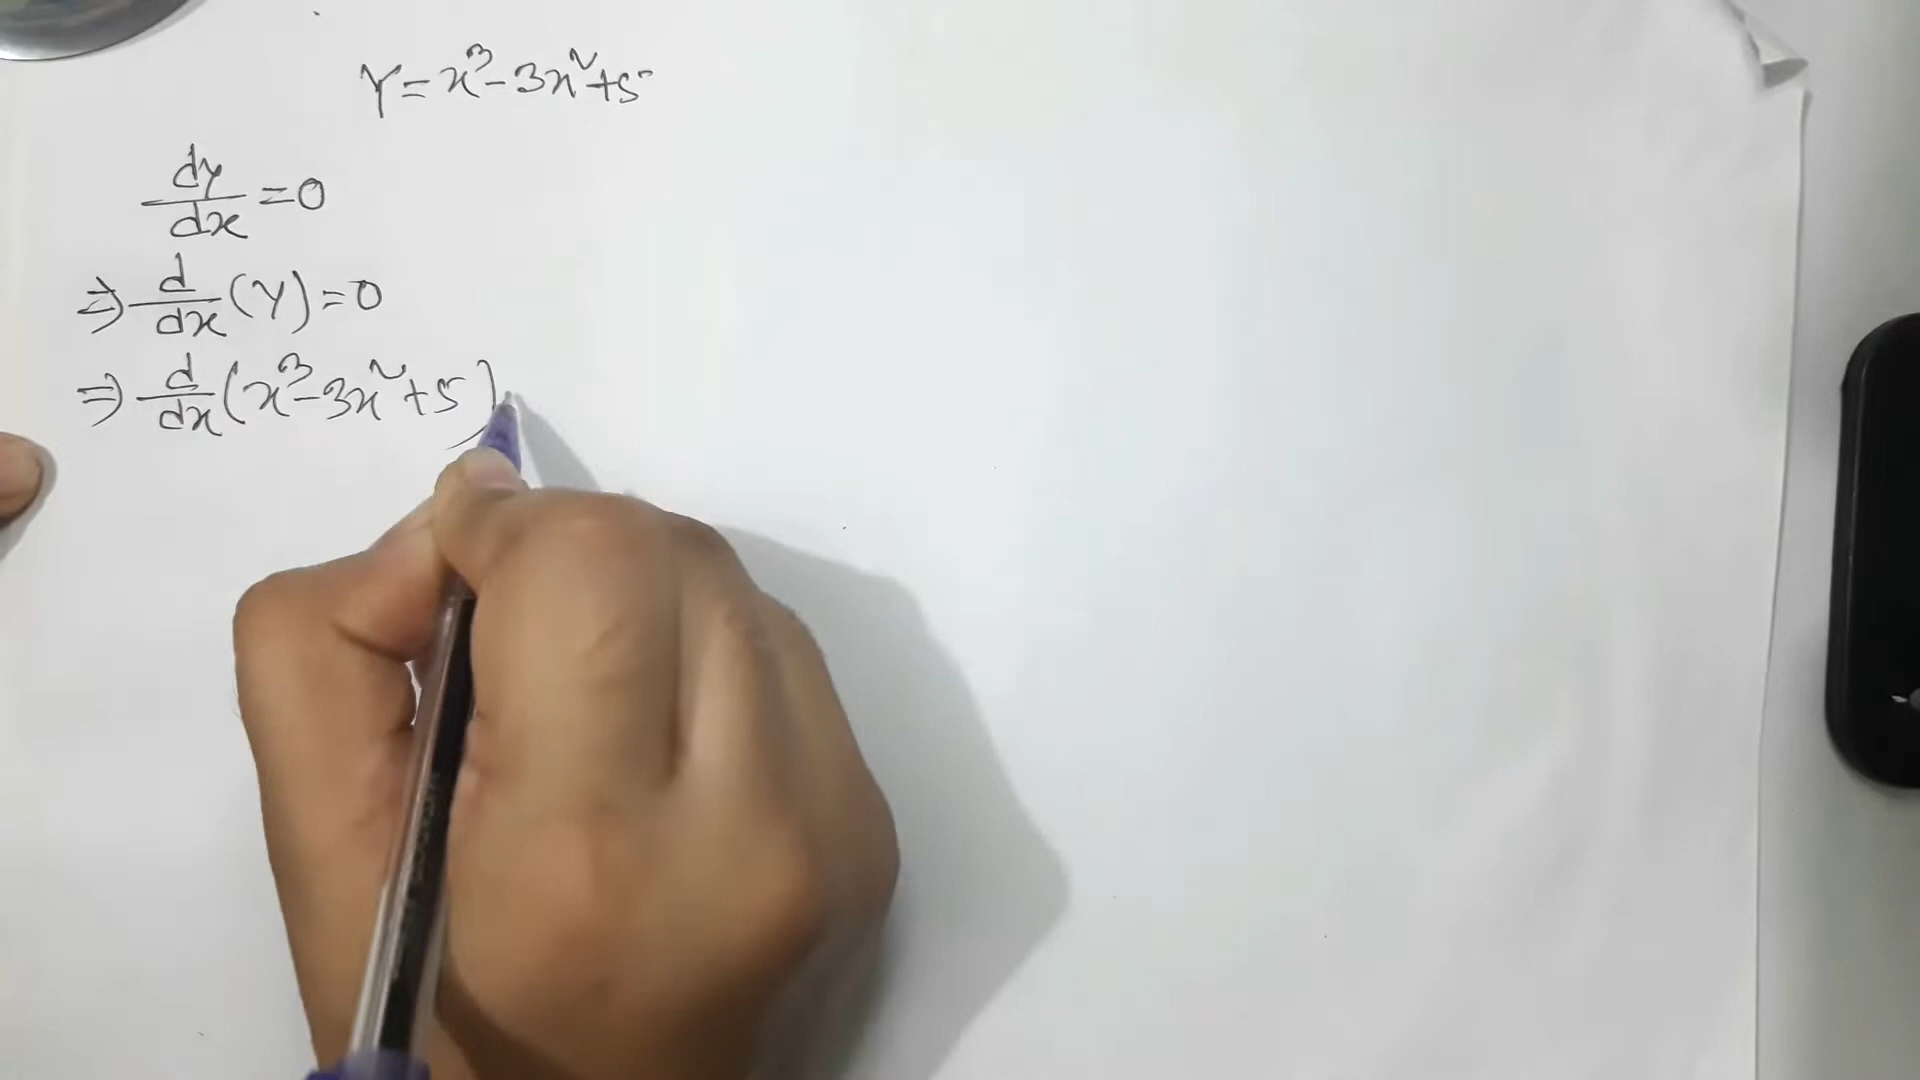 Y=x³-3x²+5
dy/dx=0
⇒ d/dx (Y)=0
⇒ d/dx (x³-3x²+5)